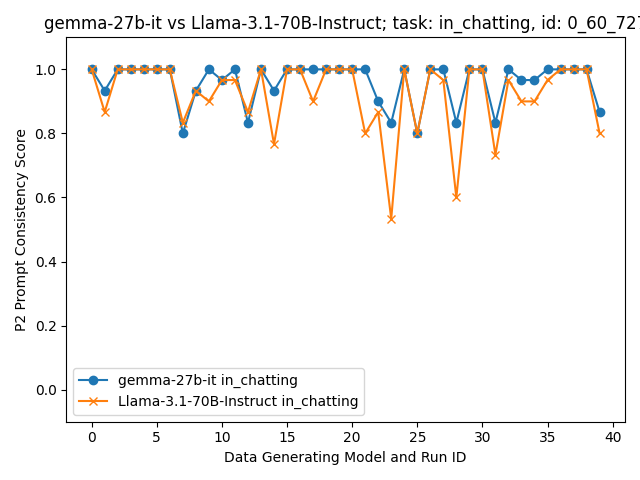 gemma-27b-it vs Llama-3.1-70B-Instruct; task: in_chatting, id: 0_60_727
1.0
0.8
0.6
0.4
0.2
0.0
P2 Prompt Consistency Score
gemma-27b-it in_chatting
Llama-3.1-70B-Instruct in_chatting
0 5 10 15 20 25 30 35 40
Data Generating Model and Run ID